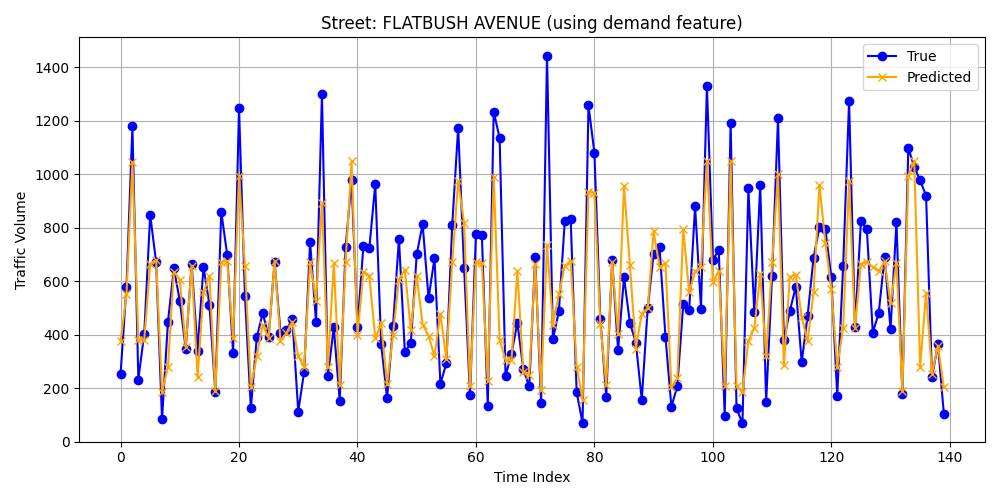 Street: FLATBUSH AVENUE (using demand feature)
True
Predicted
Traffic Volume
1400
1200
1000
800
600
400
200
0
0 20 40 60 80 100 120 140
Time Index